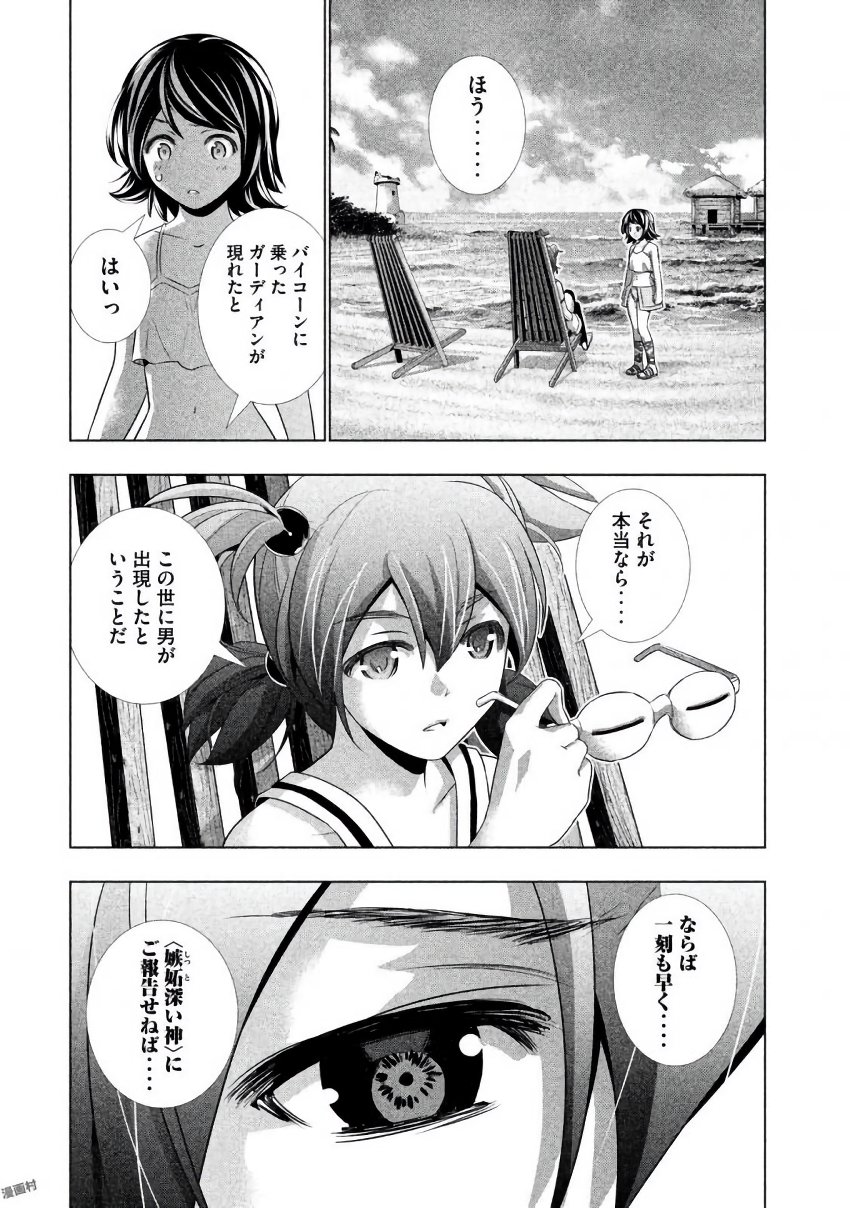 ほう‥‥‥
バイコーンに
乗った
ガーディアンが
現れたと
はいっ
それが
本当なら‥‥
この世に男が
出現したと
いうことだ
ならば
一刻も早く‥‥
〈嫉妬深い神〉に
しっと
ご報告せねば‥‥
漫画村